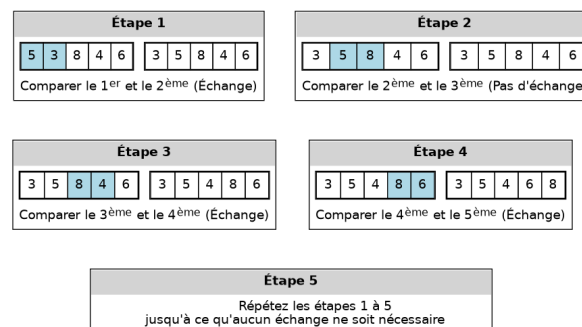 Étape 1
5 3 8 4 6 3 5 8 4 6
Comparer le 1er et le 2ème (Échange)
Étape 2
3 5 8 4 6 3 5 8 4 6
Comparer le 2ème et le 3ème (Pas d'échange
Étape 3
3 5 8 4 6 3 5 4 8 6
Comparer le 3ème et le 4ème (Échange)
Étape 4
3 5 4 8 6 3 5 4 6 8
Comparer le 4ème et le 5ème (Échange)
Étape 5
Répétez les étapes 1 à 5
jusqu'à ce qu'aucun échange ne soit nécessaire